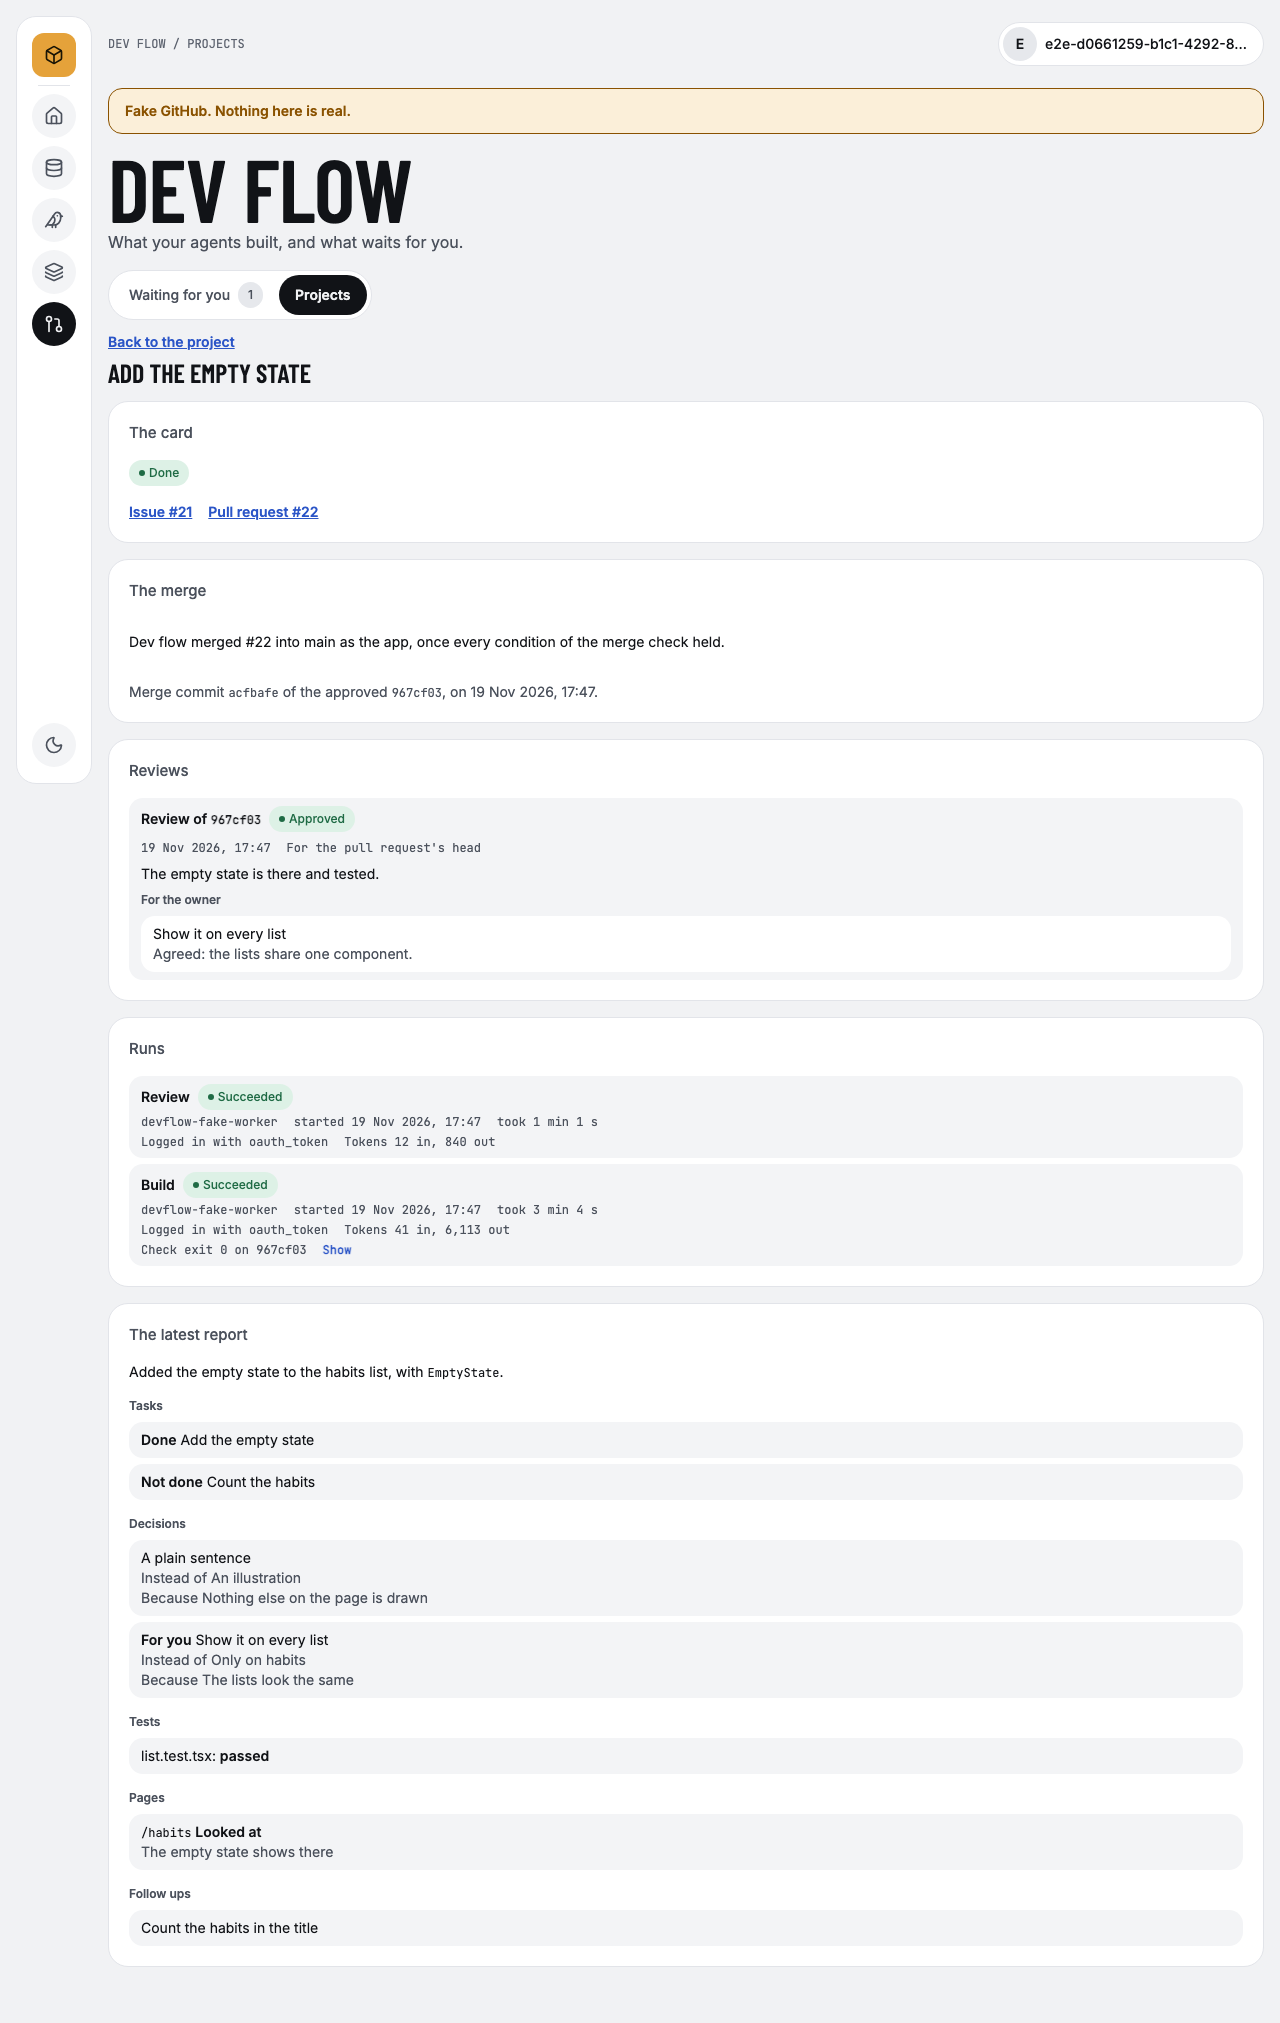 DEV FLOW / PROJECTS
E e2e-d0661259-b1c1-4292-8...
Fake GitHub. Nothing here is real.
DEV FLOW
What your agents built, and what waits for you.
Waiting for you 1 Projects
Back to the project
ADD THE EMPTY STATE
The card
Done
Issue #21 Pull request #22
The merge
Dev flow merged #22 into main as the app, once every condition of the merge check held.
Merge commit acfbafe of the approved 967cf03, on 19 Nov 2026, 17:47.
Reviews
Review of 967cf03 Approved
19 Nov 2026, 17:47 For the pull request's head
The empty state is there and tested.
For the owner
Show it on every list
Agreed: the lists share one component.
Runs
Review Succeeded
devflow-fake-worker started 19 Nov 2026, 17:47 took 1 min 1 s
Logged in with oauth_token Tokens 12 in, 840 out
Build Succeeded
devflow-fake-worker started 19 Nov 2026, 17:47 took 3 min 4 s
Logged in with oauth_token Tokens 41 in, 6,113 out
Check exit 0 on 967cf03 Show
The latest report
Added the empty state to the habits list, with EmptyState.
Tasks
Done Add the empty state
Not done Count the habits
Decisions
A plain sentence
Instead of An illustration
Because Nothing else on the page is drawn
For you Show it on every list
Instead of Only on habits
Because The lists look the same
Tests
list.test.tsx: passed
Pages
/habits Looked at
The empty state shows there
Follow ups
Count the habits in the title